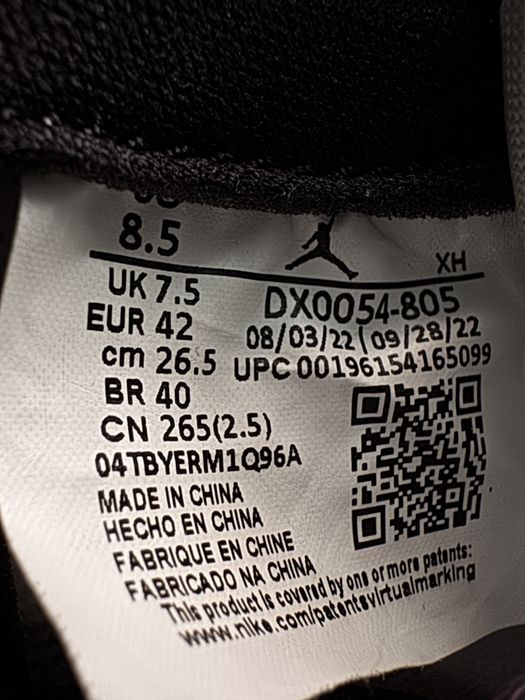 8.5
XH
UK 7.5
DX0054-805
EUR 42
08/03/22 09/28/22
cm 26.5
UPC 00196154165099
BR 40
CN 265(2.5)
04TBYERM1Q96A
MADE IN CHINA
HECHO EN CHINA
FABRIQUE EN CHINE
FABRICADO NA CHINA
This product is covered by one or more patents:
www.nike.com/patentsvirtualmarking